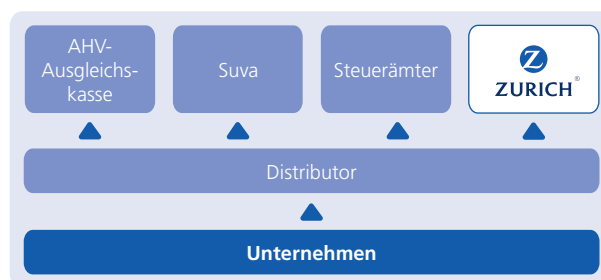 AHV-
Ausgleichs-
kasse
Suva
Steuerämter
Z
ZURICH®
Distributor
Unternehmen